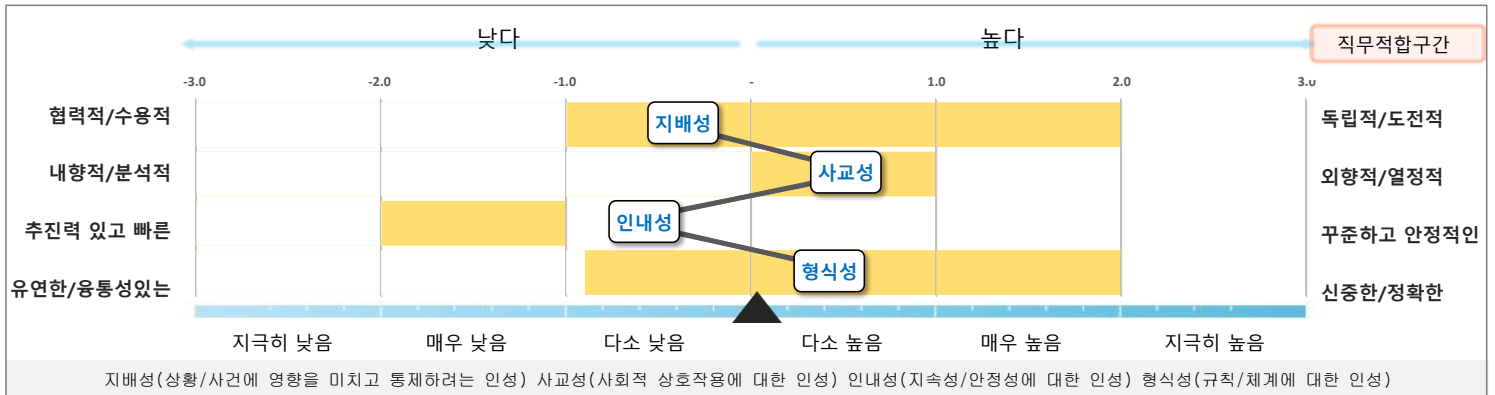 낮다 높다 직무적합구간
-3.0 -2.0 -1.0 - 1.0 2.0 3.0
협력적/수용적 지배성 독립적/도전적
내향적/분석적 사교성 외향적/열정적
추진력 있고 빠른 인내성 꾸준하고 안정적인
유연한/융통성있는 형식성 신중한/정확한
지극히 낮음 매우 낮음 다소 낮음 다소 높음 매우 높음 지극히 높음
지배성(상황/사건에 영향을 미치고 통제하려는 인성) 사교성(사회적 상호작용에 대한 인성) 인내성(지속성/안정성에 대한 인성) 형식성(규칙/체계에 대한 인성)